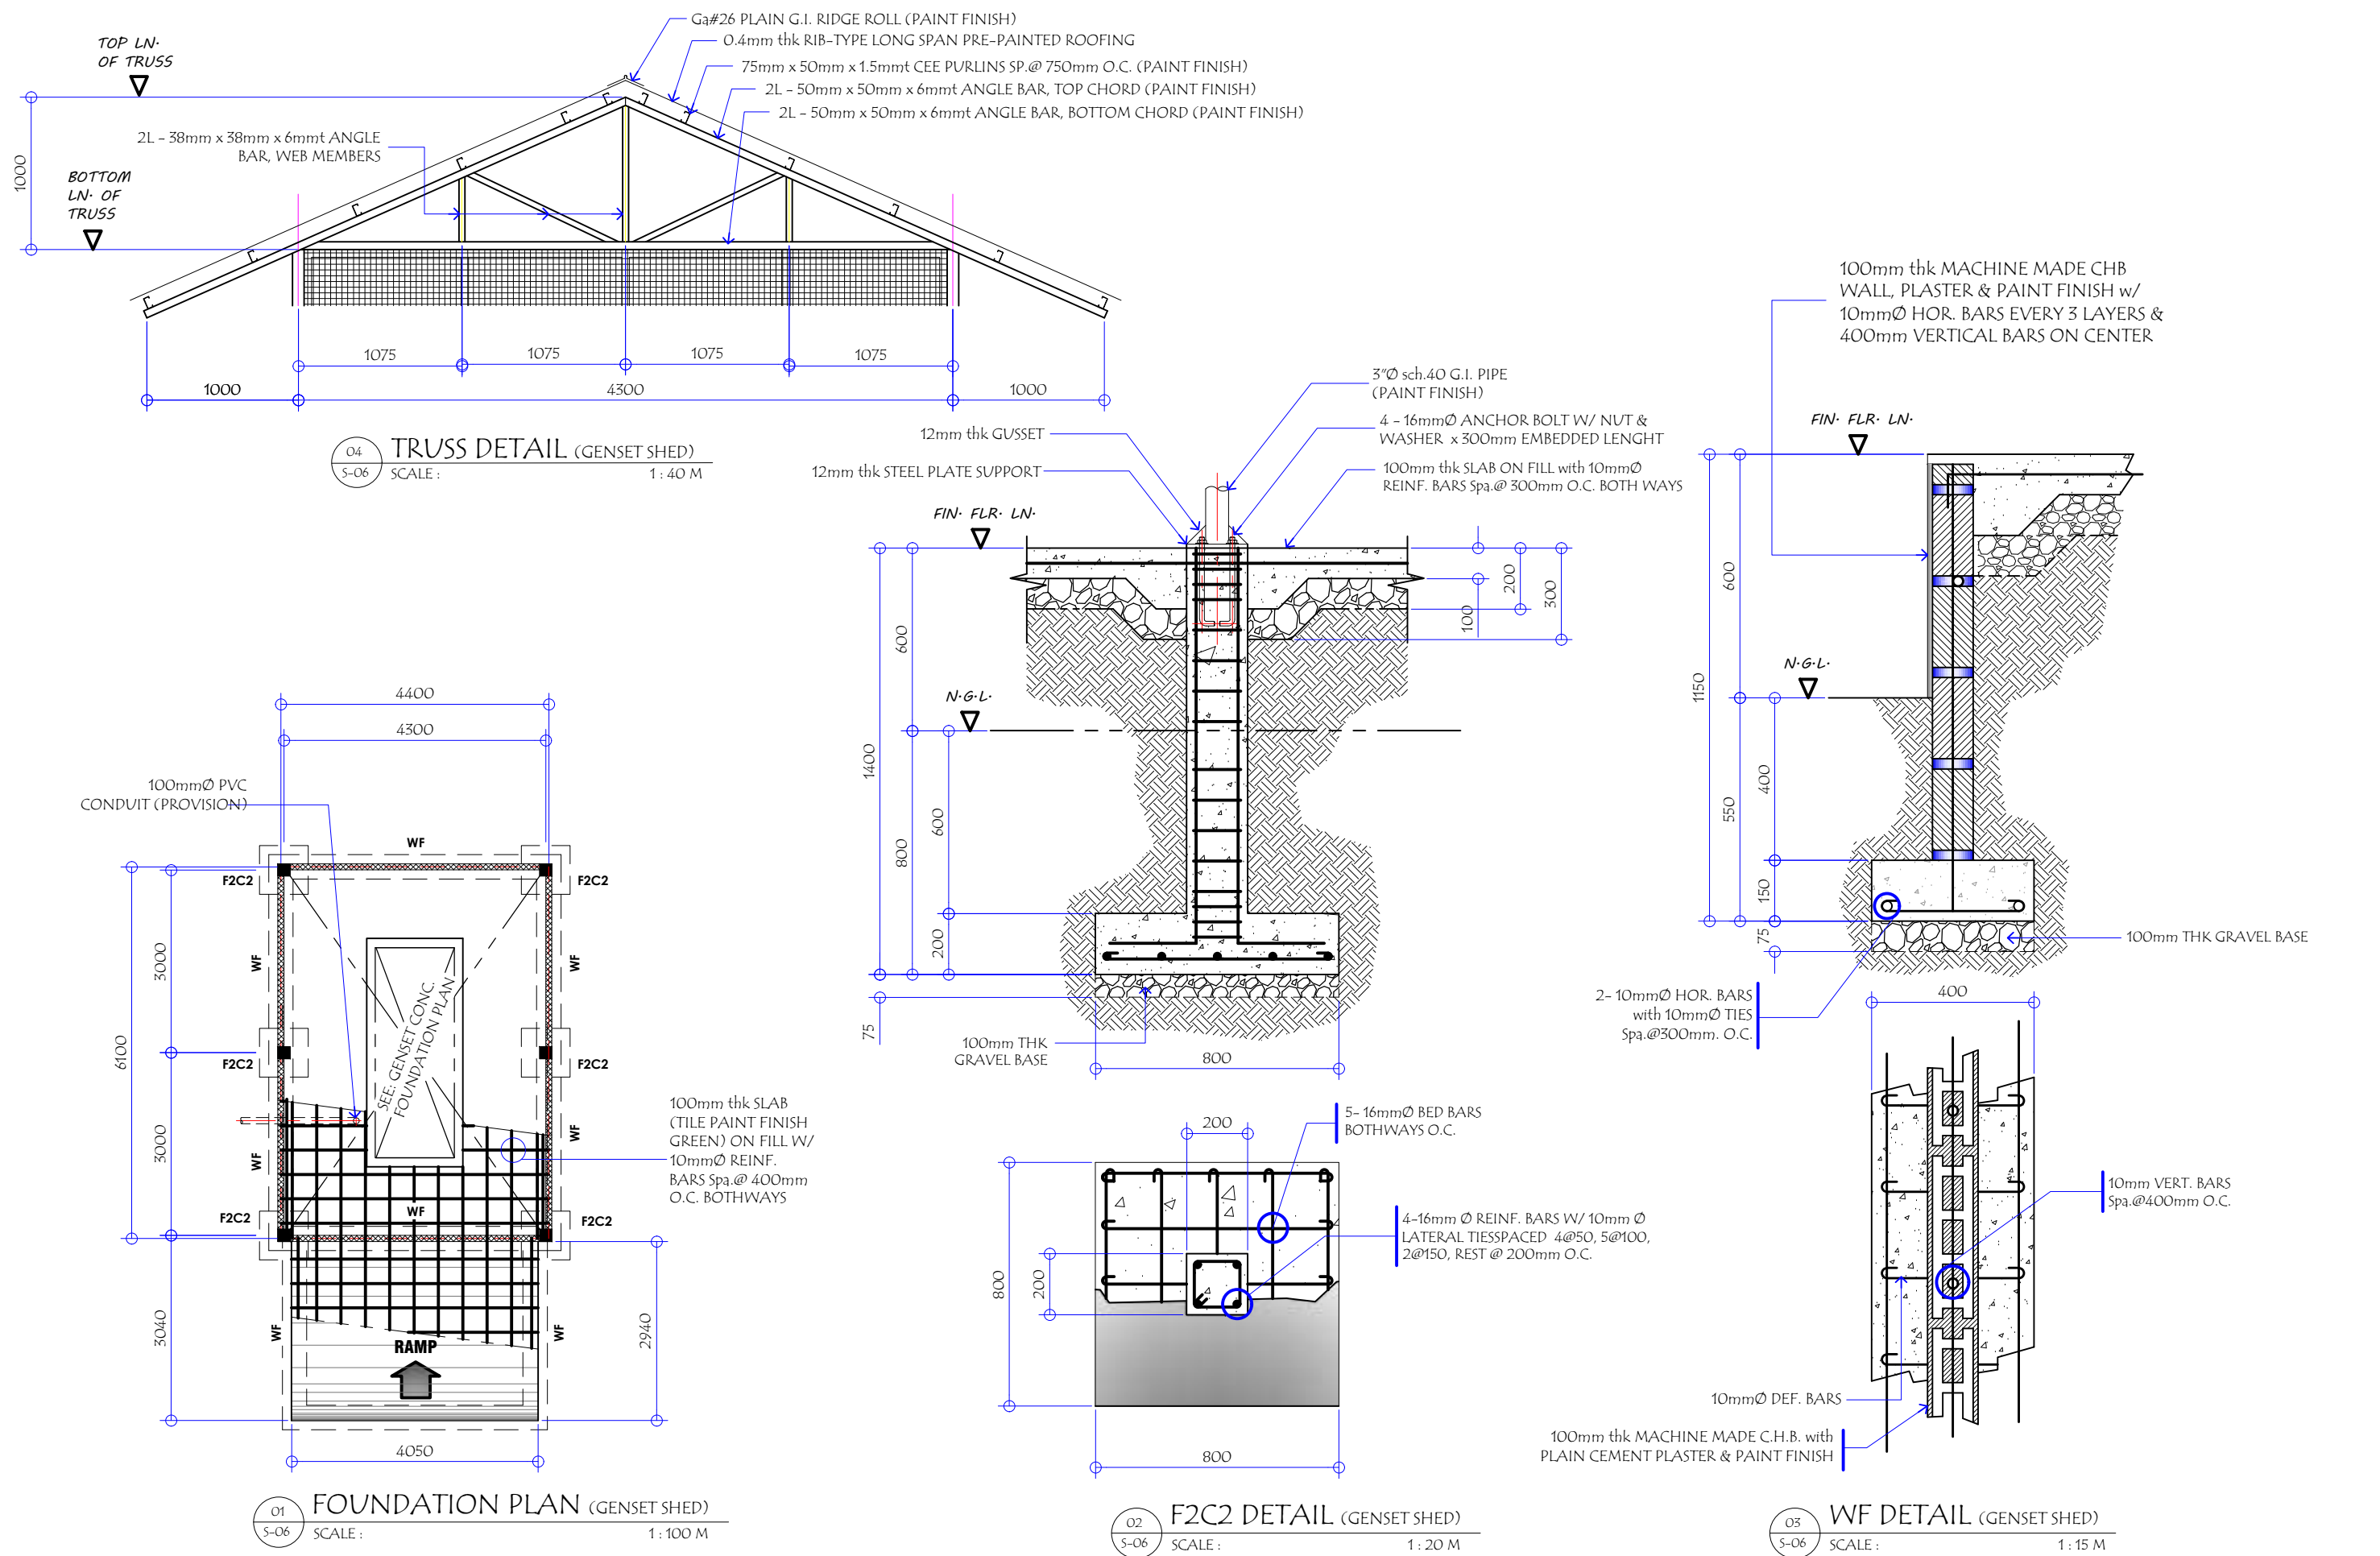 Ga#26 PLAIN G.I. RIDGE ROLL (PAINT FINISH)
0.4mm thk RIB-TYPE LONG SPAN PRE-PAINTED ROOFING
75mm x 50mm x 1.5mmt CEE PURLINS SP.@ 750mm O.C. (PAINT FINISH)
2L - 50mm x 50mm x 6mmt ANGLE BAR, TOP CHORD (PAINT FINISH)
2L - 50mm x 50mm x 6mmt ANGLE BAR, BOTTOM CHORD (PAINT FINISH)
TOP LN.
OF TRUSS
2L - 38mm x 38mm x 6mmt ANGLE
BAR, WEB MEMBERS
BOTTOM
LN. OF
TRUSS
1000
1075
1075
1075
1075
1000
4300
1000
04
S-06
TRUSS DETAIL (GENSET SHED)
SCALE :
1 : 40 M
4400
4300
100mmØ PVC
CONDUIT (PROVISION)
WF
F2C2
F2C2
WF
WF
3000
6100
SEE: GENSET CONC.
FOUNDATION PLAN
F2C2
F2C2
3000
WF
WF
100mm thk SLAB
(TILE PAINT FINISH
GREEN) ON FILL W/
10mmØ REINF.
BARS Spa.@ 400mm
O.C. BOTHWAYS
F2C2
WF
F2C2
3040
WF
WF
2940
RAMP
4050
01
S-06
FOUNDATION PLAN (GENSET SHED)
SCALE :
1 : 100 M
3"Ø sch.40 G.I. PIPE
(PAINT FINISH)
4 - 16mmØ ANCHOR BOLT W/ NUT &
WASHER x 300mm EMBEDDED LENGHT
12mm thk GUSSET
12mm thk STEEL PLATE SUPPORT
100mm thk SLAB ON FILL with 10mmØ
REINF. BARS Spa.@ 300mm O.C. BOTH WAYS
FIN. FLR. LN.
200
300
100
600
N.G.L.
1400
600
800
200
75
100mm THK
GRAVEL BASE
800
5- 16mmØ BED BARS
BOTHWAYS O.C.
200
4-16mm Ø REINF. BARS W/ 10mm Ø
LATERAL TIESSPACED 4@50, 5@100,
2@150, REST @ 200mm O.C.
800
200
800
02
S-06
F2C2 DETAIL (GENSET SHED)
SCALE :
1 : 20 M
100mm thk MACHINE MADE CHB
WALL, PLASTER & PAINT FINISH w/
10mmØ HOR. BARS EVERY 3 LAYERS &
400mm VERTICAL BARS ON CENTER
FIN. FLR. LN.
600
N.G.L.
1150
400
550
150
75
100mm THK GRAVEL BASE
2- 10mmØ HOR. BARS
with 10mmØ TIES
Spa.@300mm. O.C.
400
10mm VERT. BARS
Spa.@400mm O.C.
10mmØ DEF. BARS
100mm thk MACHINE MADE C.H.B. with
PLAIN CEMENT PLASTER & PAINT FINISH
03
S-06
WF DETAIL (GENSET SHED)
SCALE :
1 : 15 M